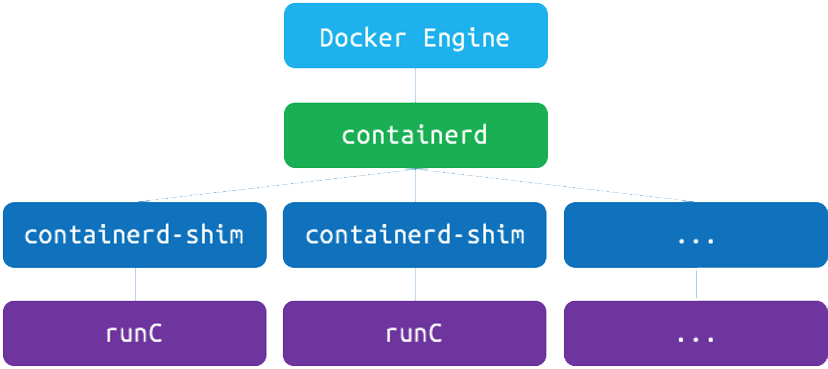 Docker Engine
containerd
containerd-shim
containerd-shim
...
runC
runC
...